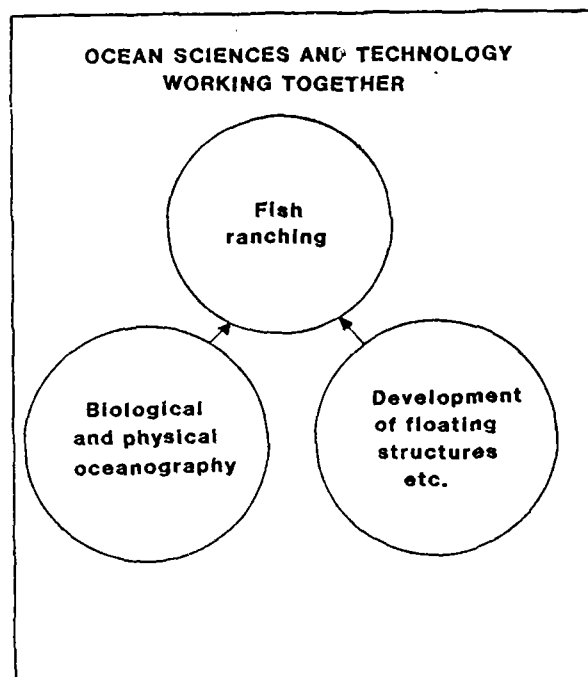 OCEAN SCIENCES AND TECHNOLOGY
WORKING TOGETHER
Fish
ranching
Biological
and physical
oceanography
Development
of floating
structures
etc.